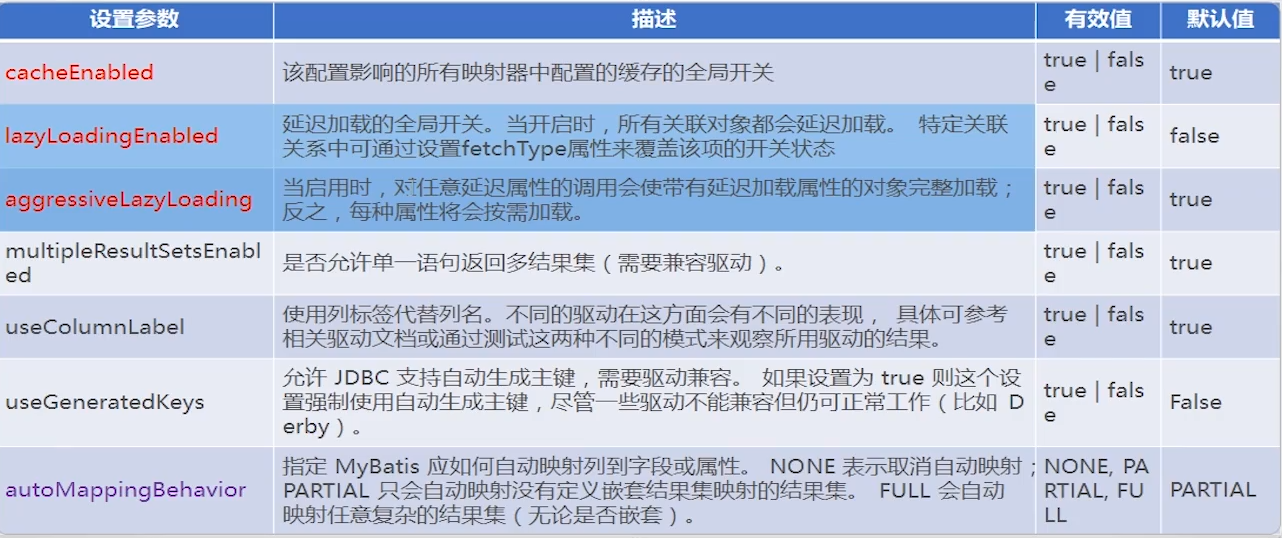 设置参数 描述 有效值 默认值
cacheEnabled 该配置影响的所有映射器中配置的缓存的全局开关 true | fals
e true
lazyLoadingEnabled 延迟加载的全局开关。当开启时，所有关联对象都会延迟加载。 特定关联
关系中可通过设置fetchType属性来覆盖该项的开关状态 true | fals
e false
aggressiveLazyLoading 当启用时，对任意延迟属性的调用会使带有延迟加载属性的对象完整加载；
反之，每种属性将会按需加载。 true | fals
e true
multipleResultSetsEnabl
ed 是否允许单一语句返回多结果集（需要兼容驱动）。 true | fals
e true
useColumnLabel 使用列标签代替列名。不同的驱动在这方面会有不同的表现， 具体可参考
相关驱动文档或通过测试这两种不同的模式来观察所用驱动的结果。 true | fals
e true
useGeneratedKeys 允许 JDBC 支持自动生成主键，需要驱动兼容。 如果设置为 true 则这个设
置强制使用自动生成主键，尽管一些驱动不能兼容但仍可正常工作（比如 D
erby）。 true | fals
e False
autoMappingBehavior 指定 MyBatis 应如何自动映射列到字段或属性。 NONE 表示取消自动映射；
PARTIAL 只会自动映射没有定义嵌套结果集映射的结果集。 FULL 会自动
映射任意复杂的结果集（无论是否嵌套）。 NONE, PA
RTIAL, FU
LL PARTIAL